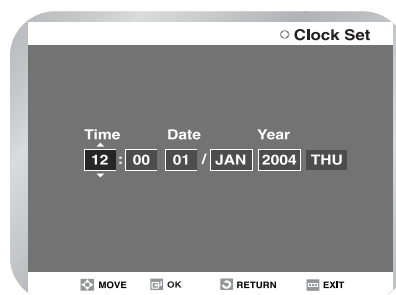 Clock Set
Time Date Year
12 : 00 01 / JAN 2004 THU
MOVE OK RETURN EXIT